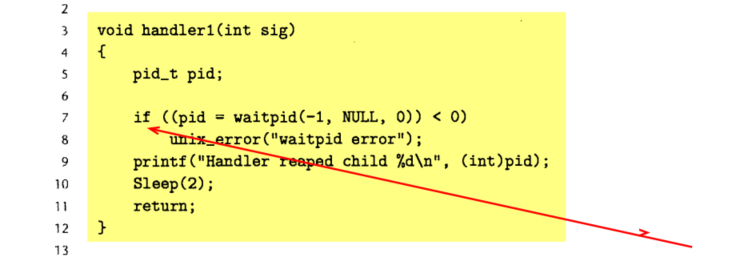 2
3 void handler1(int sig)
4 {
5 pid_t pid;
6
7 if ((pid = waitpid(-1, NULL, 0)) < 0)
8 unix_error("waitpid error");
9 printf("Handler reaped child %d\n", (int)pid);
10 Sleep(2);
11 return;
12 }
13